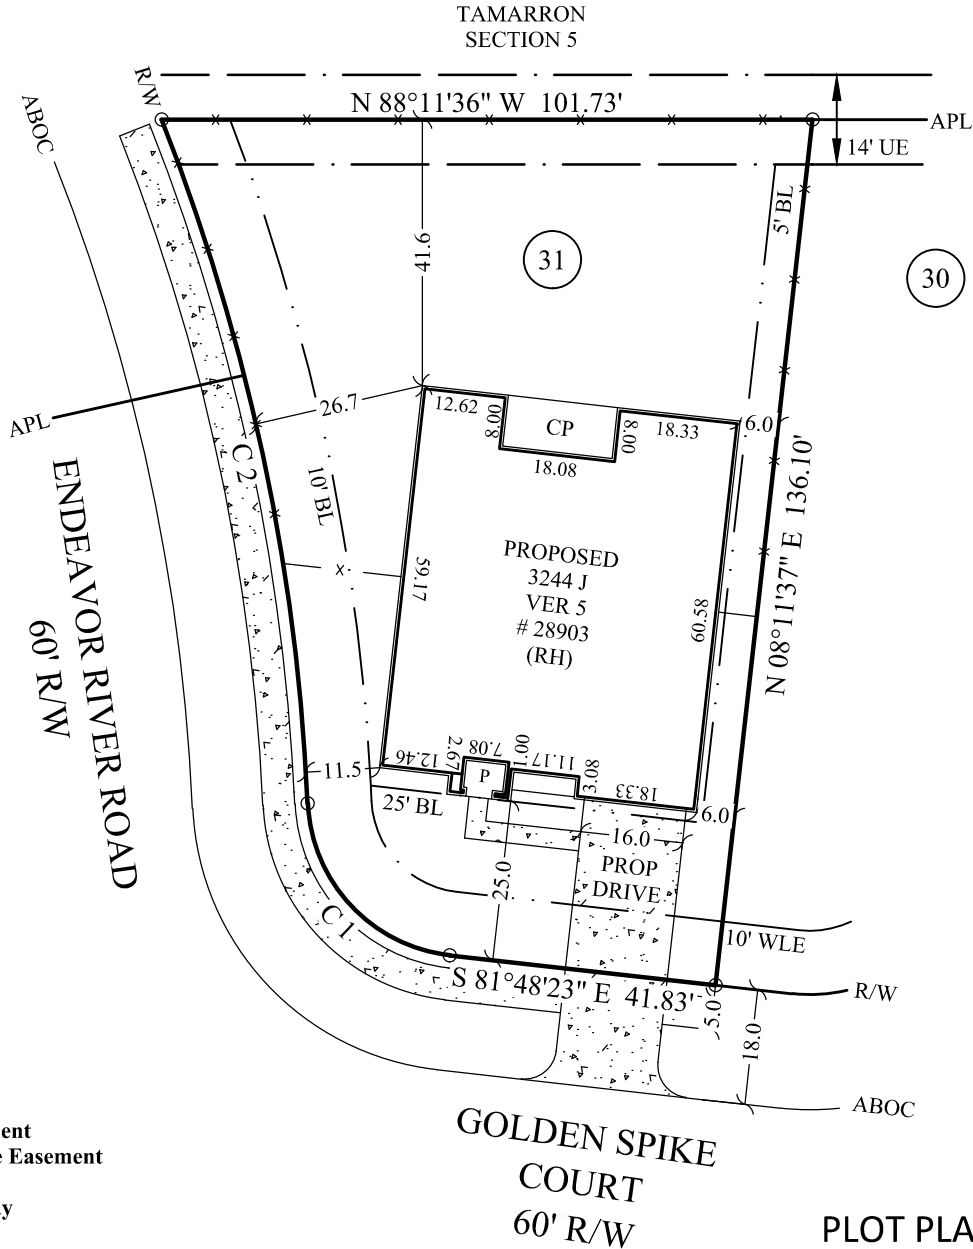 TAMARRON
SECTION 5
R/W
ABOC
N 88°11'36" W 101.73'
APL
14' UE
5' BL
31
30
41.6
26.7
12.62
8.00
CP
8.00
18.33
6.0
18.08
APL
C 2
10' BL
ENDEAVOR RIVER ROAD
60' R/W
x
59.17
PROPOSED
3244 J
VER 5
# 28903
(RH)
60.58
N 08°11'37" E 136.10'
11.5
12.46
2.67
7.08
P
1.00
11.17
3.08
18.33
6.0
25' BL
16.0
25.0
PROP
DRIVE
10' WLE
C 1
S 81°48'23" E 41.83'
5.0
18.0
R/W
ABOC
GOLDEN SPIKE
COURT
60' R/W
ent
e Easement
y
PLOT PLA